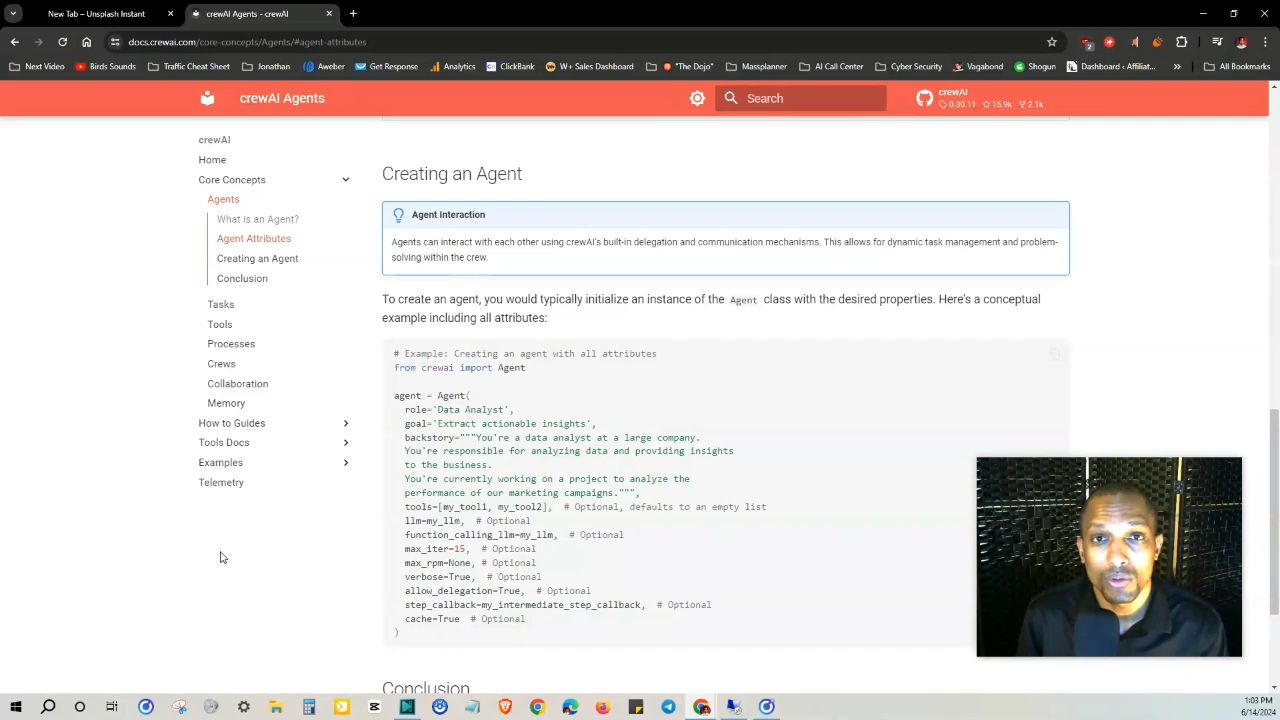 New Tab – Unsplash Instant
crewAI Agents - crewAI
docs.crewai.com/core-concepts/Agents/#agent-attributes
2
Next Video
Birds Sounds
Traffic Cheat Sheet
Jonathan
Aweber
Get Response
Analytics
ClickBank
W+ Sales Dashboard
"The Dojo"
Massplanner
AI Call Center
Cyber Security
Vagabond
Shogun
Dashboard ‹ Affiliat...
»
All Bookmarks
crewAI Agents
Search
crewAI
0.30.11
15.9k
2.1k
crewAI
Home
Core Concepts
Agents
What is an Agent?
Agent Attributes
Creating an Agent
Conclusion
Tasks
Tools
Processes
Crews
Collaboration
Memory
How to Guides
Tools Docs
Examples
Telemetry
Creating an Agent
Agent Interaction
Agents can interact with each other using crewAI's built-in delegation and communication mechanisms. This allows for dynamic task management and problem-
solving within the crew.
To create an agent, you would typically initialize an instance of the Agent class with the desired properties. Here's a conceptual
example including all attributes:
# Example: Creating an agent with all attributes
from crewai import Agent
agent = Agent(
role='Data Analyst',
goal='Extract actionable insights',
backstory="""You're a data analyst at a large company.
You're responsible for analyzing data and providing insights
to the business.
You're currently working on a project to analyze the
performance of our marketing campaigns.""",
tools=[my_tool1, my_tool2], # Optional, defaults to an empty list
llm=my_llm, # Optional
function_calling_llm=my_llm, # Optional
max_iter=15, # Optional
max_rpm=None, # Optional
verbose=True, # Optional
allow_delegation=True, # Optional
step_callback=my_intermediate_step_callback, # Optional
cache=True # Optional
)
Conclusion
1:03 PM
6/14/2024